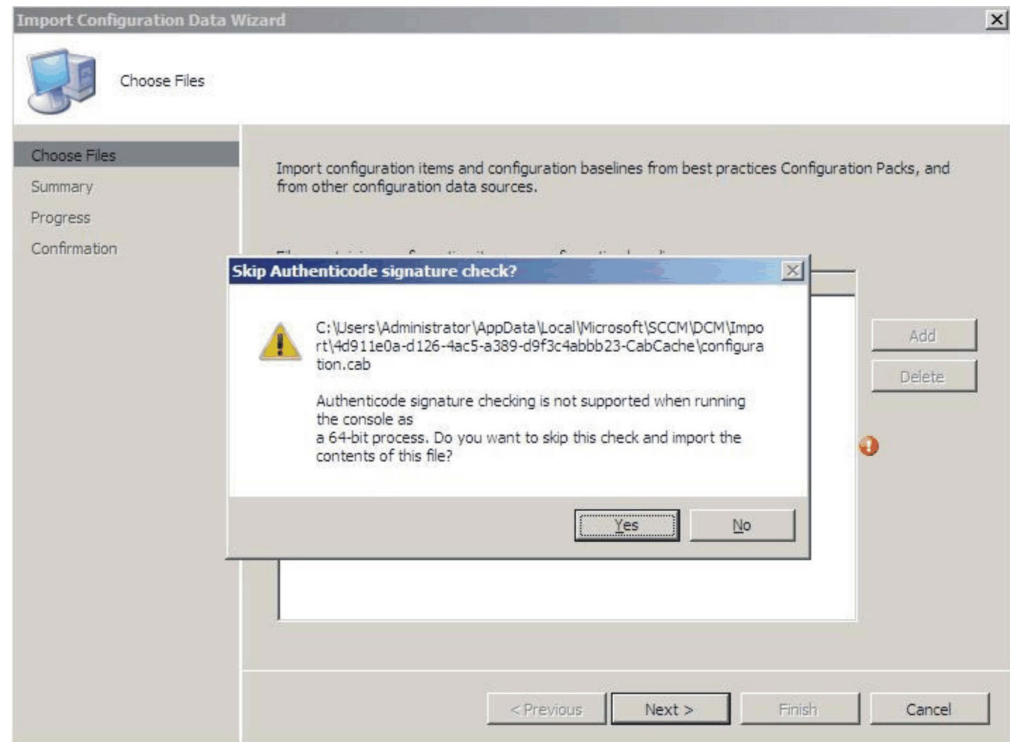 Import Configuration Data Wizard
Choose Files
Choose Files
Summary
Progress
Confirmation
Import configuration items and configuration baselines from best practices Configuration Packs, and
from other configuration data sources.
Skip Authenticode signature check?
C:\Users\Administrator\AppData\Local\Microsoft\SCCM\DCM\Impo
rt\4d911e0a-d126-4ac5-a389-d9f3c4abbb23-CabCache\configura
tion.cab
Authenticode signature checking is not supported when running
the console as
a 64-bit process. Do you want to skip this check and import the
contents of this file?
Yes
No
Add
Delete
< Previous
Next >
Finish
Cancel